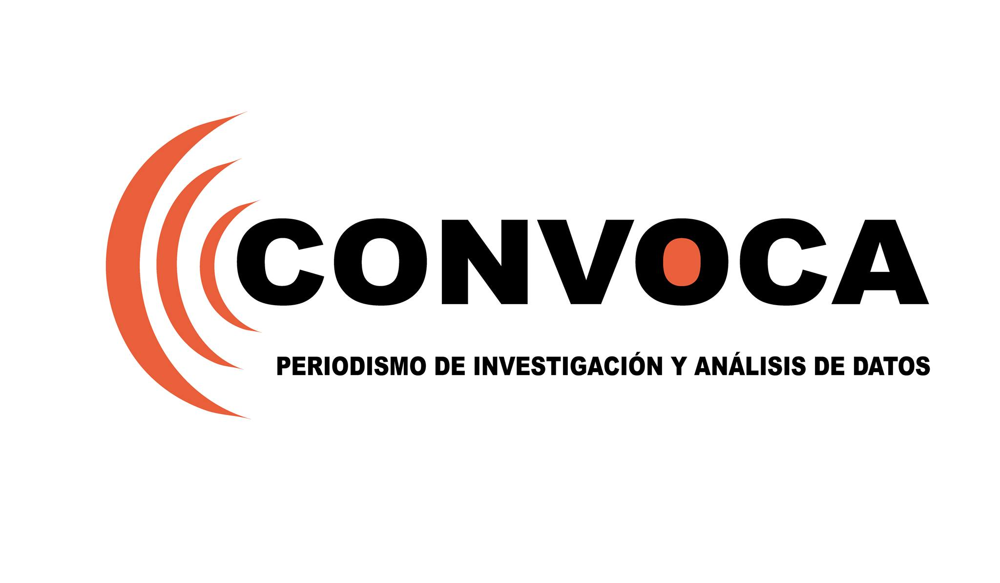 CONVOCA
PERIODISMO DE INVESTIGACIÓN Y ANÁLISIS DE DATOS